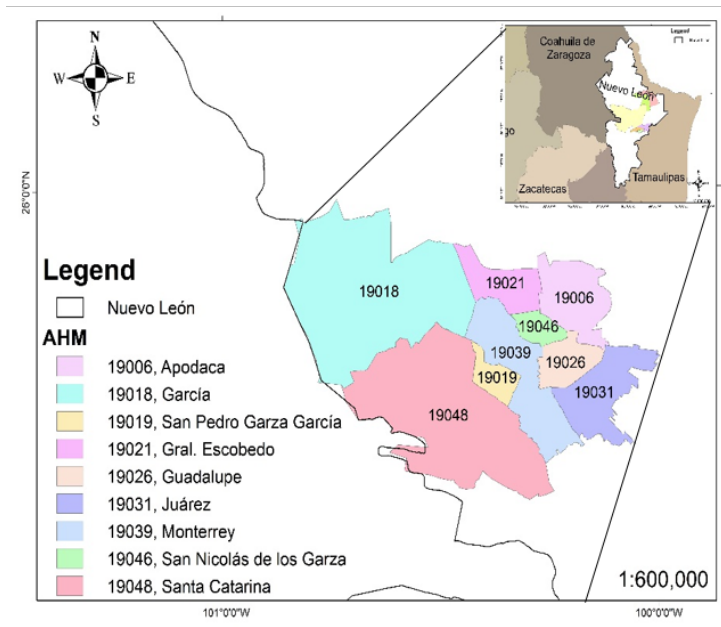 N
W E
S
Legend
Coahuila de
Zaragoza
Nuevo León
Zacatecas
Tamaulipas
26°0'0"N
19018
19021
19006
19046
19039
19026
19019
19031
19048
Legend
Nuevo León
AHM
19006, Apodaca
19018, García
19019, San Pedro Garza García
19021, Gral. Escobedo
19026, Guadalupe
19031, Juárez
19039, Monterrey
19046, San Nicolás de los Garza
19048, Santa Catarina
1:600,000
101°0'0"W
100°0'0"W